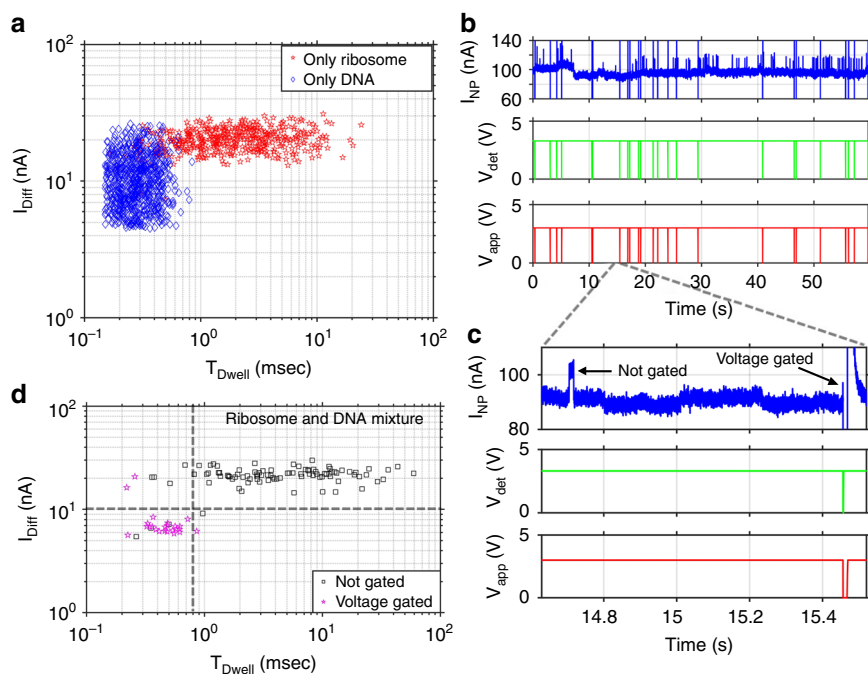 a
10²
10¹
10⁰
I_Diff (nA)
Only ribosome
Only DNA
10⁻¹
10⁰
10¹
10²
T_Dwell (msec)
b
140
100
60
I_NP (nA)
5
0
V_det (V)
5
0
V_app (V)
0
10
20
30
40
50
Time (s)
c
100
80
I_NP (nA)
Not gated
Voltage gated
5
0
V_det (V)
5
0
V_app (V)
14.8
15
15.2
15.4
Time (s)
d
10²
10¹
10⁰
I_Diff (nA)
Ribosome and DNA mixture
Not gated
Voltage gated
10⁻¹
10⁰
10¹
10²
T_Dwell (msec)